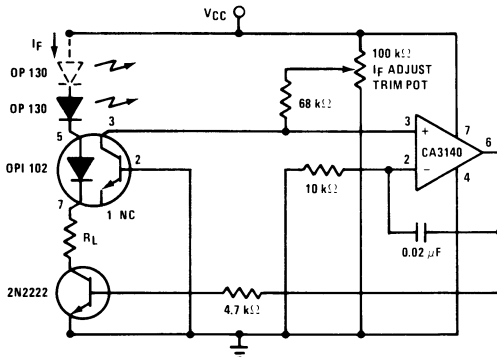 VCC
IF
OP 130
OP 130
100 kΩ
IF ADJUST
TRIM POT
68 kΩ
5
3
3
+
CA3140
7
6
OPI 102
2
2
−
4
10 kΩ
7
1 NC
0.02 μF
RL
2N2222
4.7 kΩ